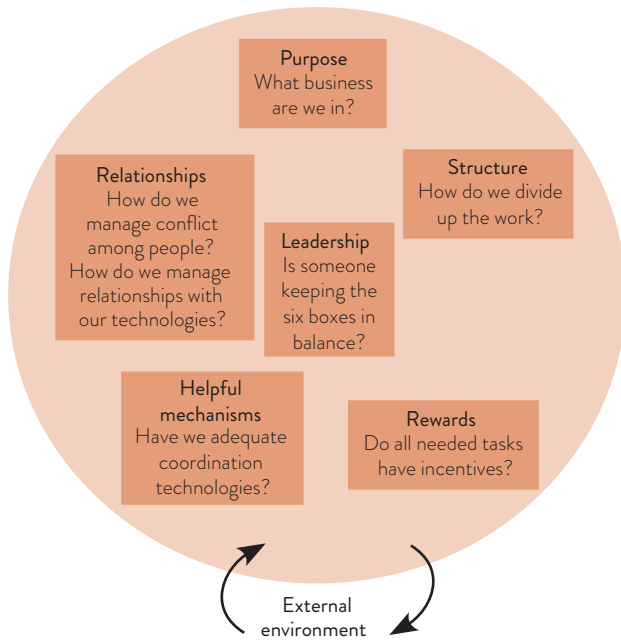 Purpose
What business
are we in?
Relationships
How do we
manage conflict
among people?
How do we manage
relationships with
our technologies?
Structure
How do we divide
up the work?
Leadership
Is someone
keeping the
six boxes in
balance?
Helpful
mechanisms
Have we adequate
coordination
technologies?
Rewards
Do all needed tasks
have incentives?
External
environment